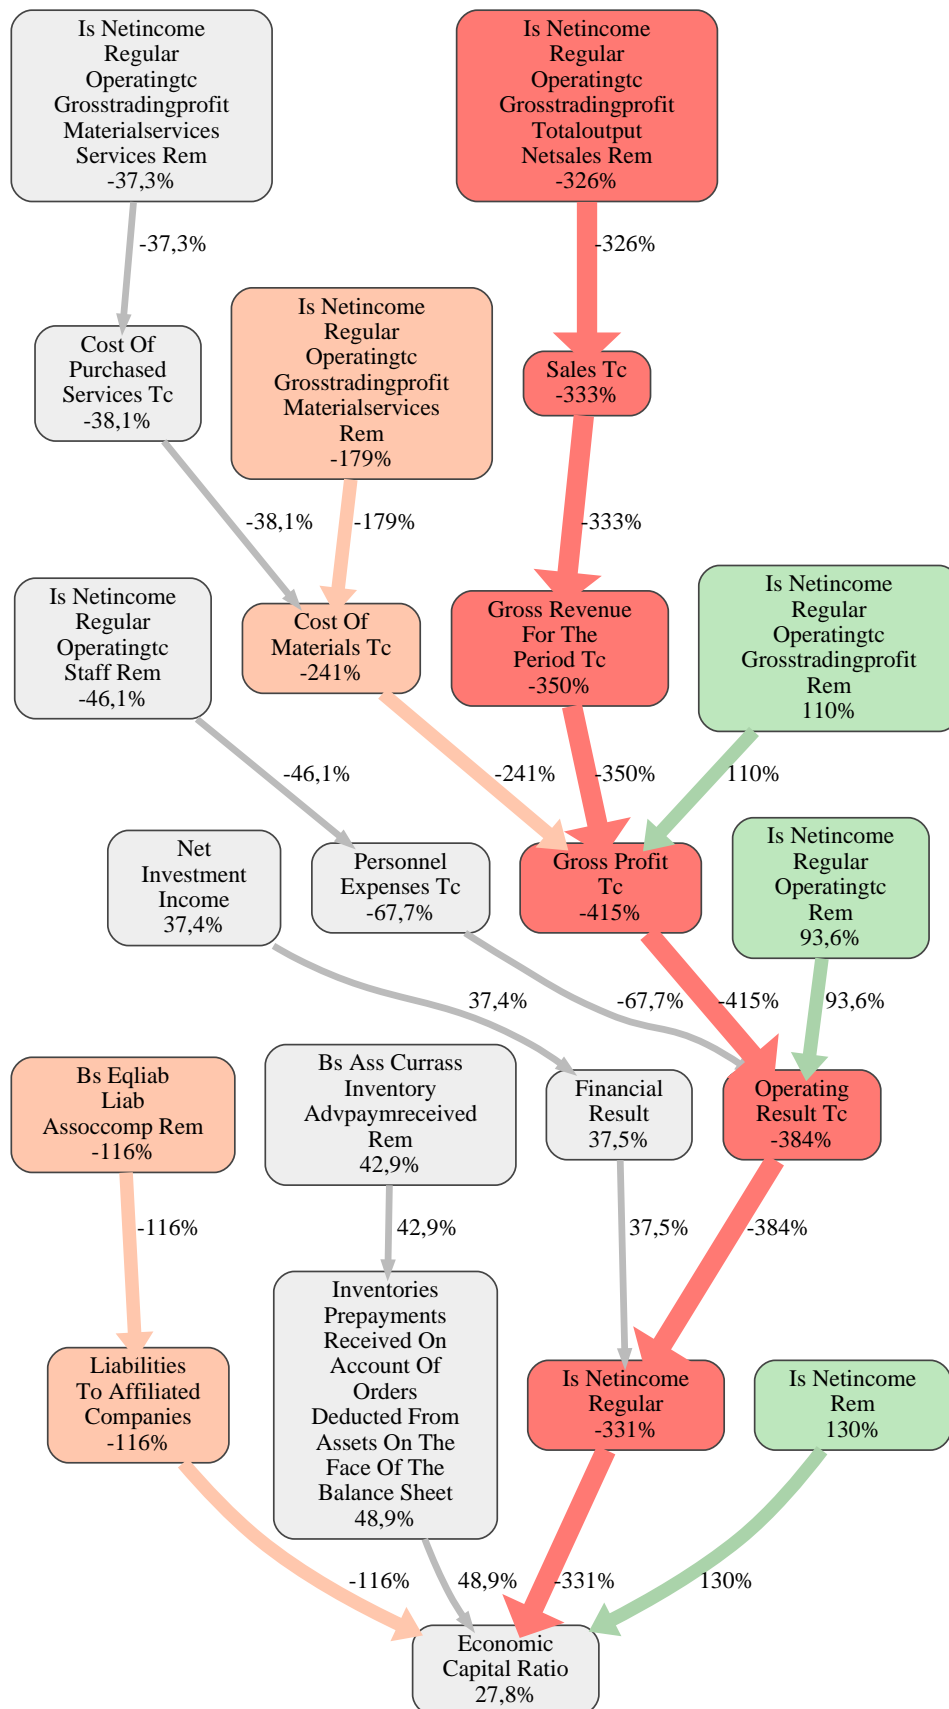 Is Netincome
Regular
Operatingtc
Grosstradingprofit
Materialservices
Services Rem
-37,3%
Is Netincome
Regular
Operatingtc
Grosstradingprofit
Totaloutput
Netsales Rem
-326%
-37,3%
-326%
Cost Of
Purchased
Services Tc
-38,1%
Is Netincome
Regular
Operatingtc
Grosstradingprofit
Materialservices
Rem
-179%
Sales Tc
-333%
-38,1%
-179%
-333%
Is Netincome
Regular
Operatingtc
Staff Rem
-46,1%
Cost Of
Materials Tc
-241%
Gross Revenue
For The
Period Tc
-350%
Is Netincome
Regular
Operatingtc
Grosstradingprofit
Rem
110%
-46,1%
-241%
-350%
110%
Net
Investment
Income
37,4%
Personnel
Expenses Tc
-67,7%
Gross Profit
Tc
-415%
Is Netincome
Regular
Operatingtc
Rem
93,6%
37,4%
-67,7%
-415%
93,6%
Bs Eqliab
Liab
Assoccomp Rem
-116%
Bs Ass Currass
Inventory
Advpaymreceived
Rem
42,9%
Financial
Result
37,5%
Operating
Result Tc
-384%
-116%
42,9%
37,5%
-384%
Liabilities
To Affiliated
Companies
-116%
Inventories
Prepayments
Received On
Account Of
Orders
Deducted From
Assets On The
Face Of The
Balance Sheet
48,9%
Is Netincome
Regular
-331%
Is Netincome
Rem
130%
-116%
48,9%
-331%
130%
Economic
Capital Ratio
27,8%